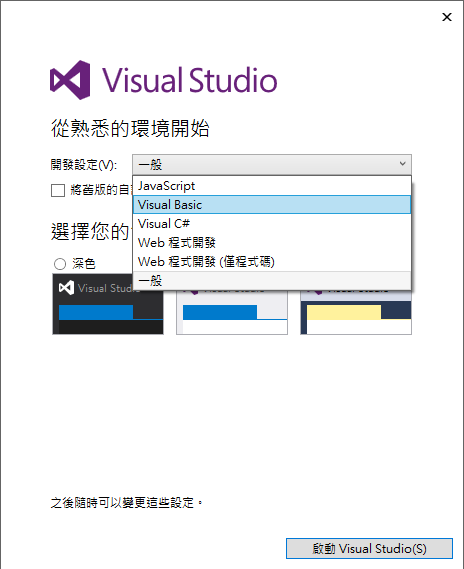 Visual Studio
從熟悉的環境開始
開發設定(V): 一般
JavaScript
將舊版的自
Visual Basic
Visual C#
選擇您的
Web 程式開發
Web 程式開發 (僅程式碼)
深色
一般
Visual Studio
之後隨時可以變更這些設定。
啟動 Visual Studio(S)